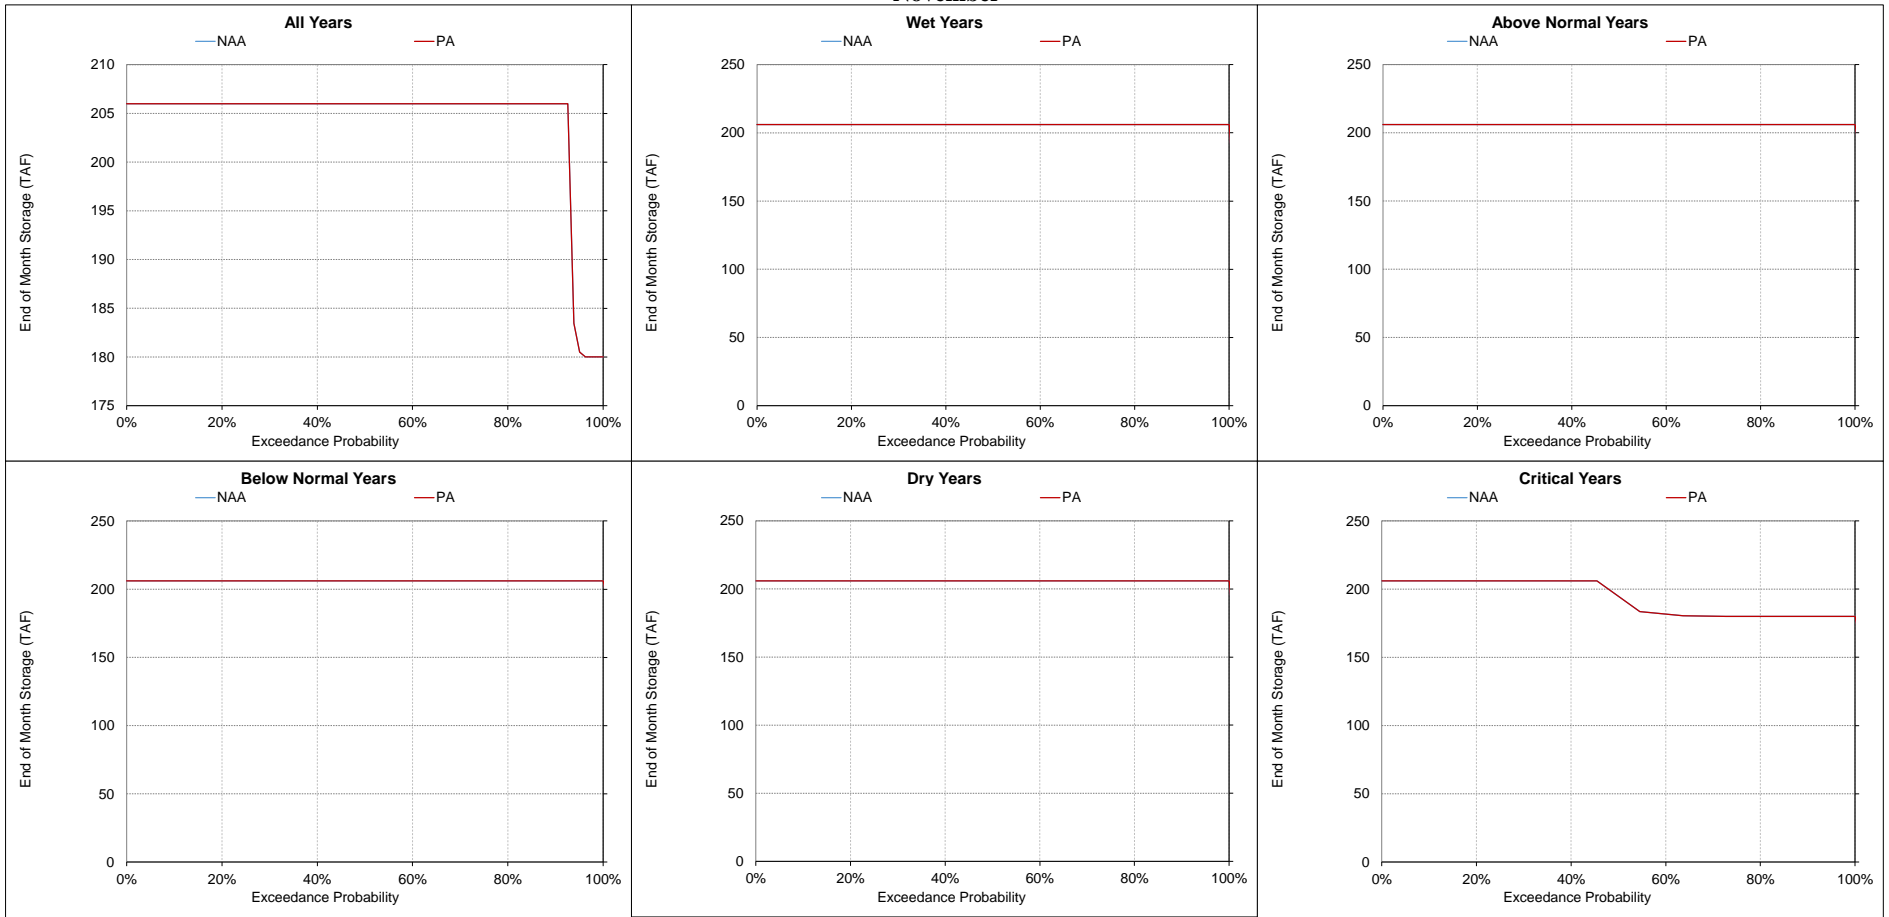 All Years
NAA PA
210
205
200
195
190
185
180
175
0% 20% 40% 60% 80% 100%
Exceedance Probability
End of Month Storage (TAF)
Wet Years
NAA PA
250
200
150
100
50
0
0% 20% 40% 60% 80% 100%
Exceedance Probability
End of Month Storage (TAF)
Above Normal Years
NAA PA
250
200
150
100
50
0
0% 20% 40% 60% 80% 100%
Exceedance Probability
End of Month Storage (TAF)
Below Normal Years
NAA PA
250
200
150
100
50
0
0% 20% 40% 60% 80% 100%
Exceedance Probability
End of Month Storage (TAF)
Dry Years
NAA PA
250
200
150
100
50
0
0% 20% 40% 60% 80% 100%
Exceedance Probability
End of Month Storage (TAF)
Critical Years
NAA PA
250
200
150
100
50
0
0% 20% 40% 60% 80% 100%
Exceedance Probability
End of Month Storage (TAF)